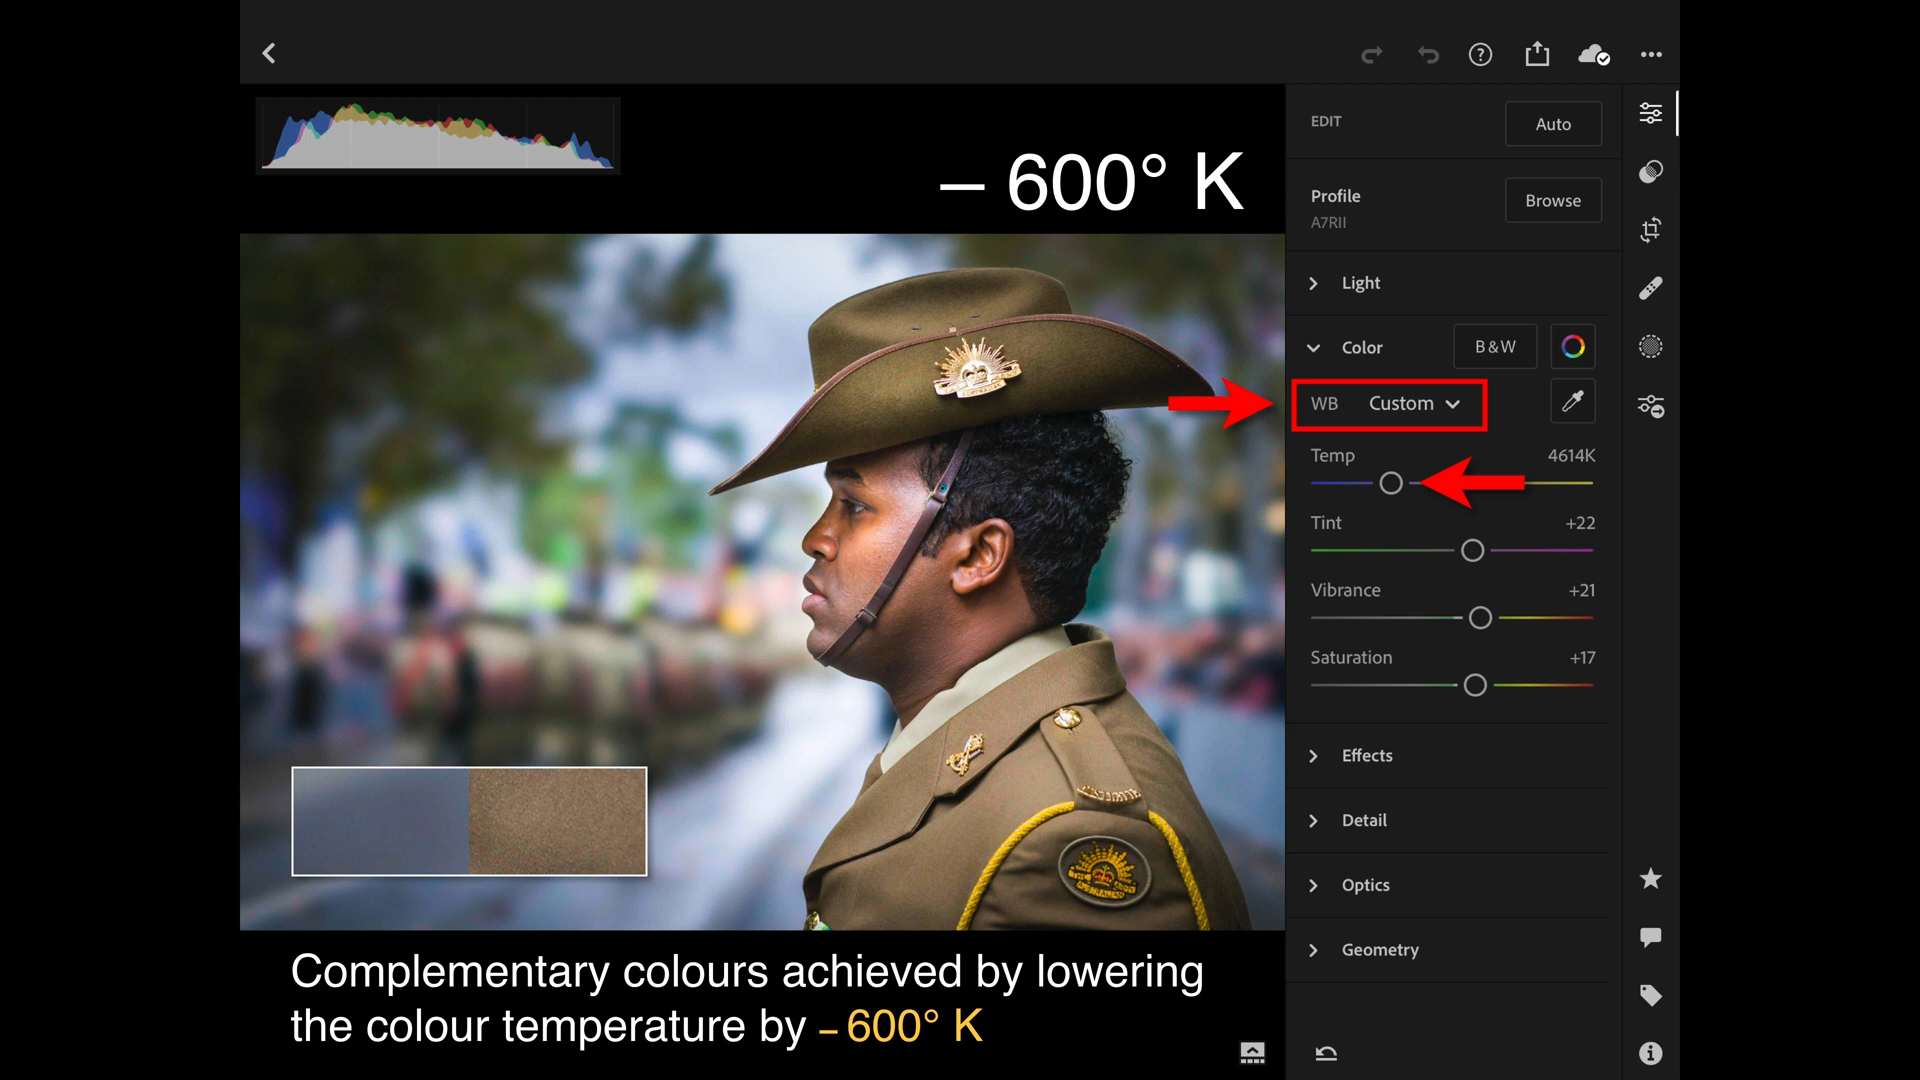 – 600° K
EDIT
Auto
Profile
A7RII
Browse
Light
Color
B&W
WB Custom
Temp 4614K
Tint +22
Vibrance +21
Saturation +17
Effects
Detail
Optics
Geometry
Complementary colours achieved by lowering
the colour temperature by – 600° K